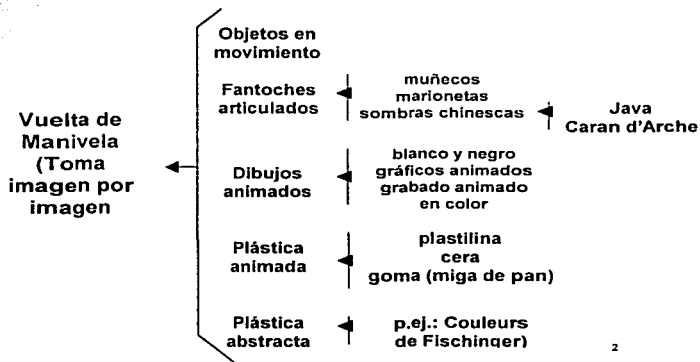 Vuelta de
Manivela
(Toma
imagen por
imagen
Objetos en
movimiento
Fantoches
articulados
muñecos
marionetas
sombras chinescas
Java
Caran d'Arche
Dibujos
animados
blanco y negro
gráficos animados
grabado animado
en color
Plástica
animada
plastilina
cera
goma (miga de pan)
Plástica
abstracta
p.ej.: Couleurs
de Fischinger)
2